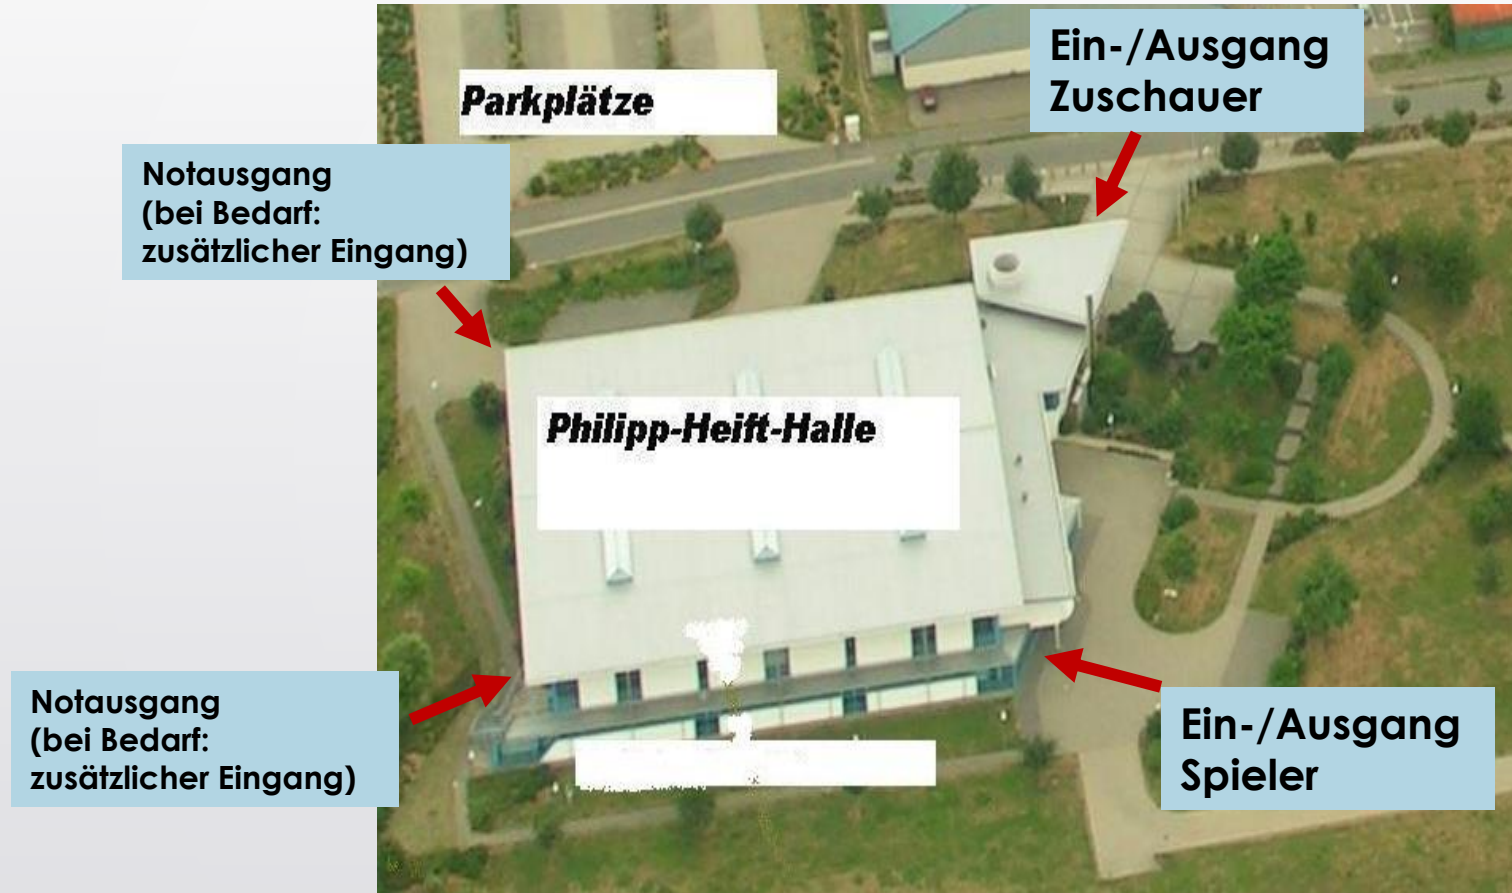 Ein-/Ausgang
Zuschauer
Parkplätze
Notausgang
(bei Bedarf:
zusätzlicher Eingang)
Philipp-Heift-Halle
Notausgang
(bei Bedarf:
zusätzlicher Eingang)
Ein-/Ausgang
Spieler